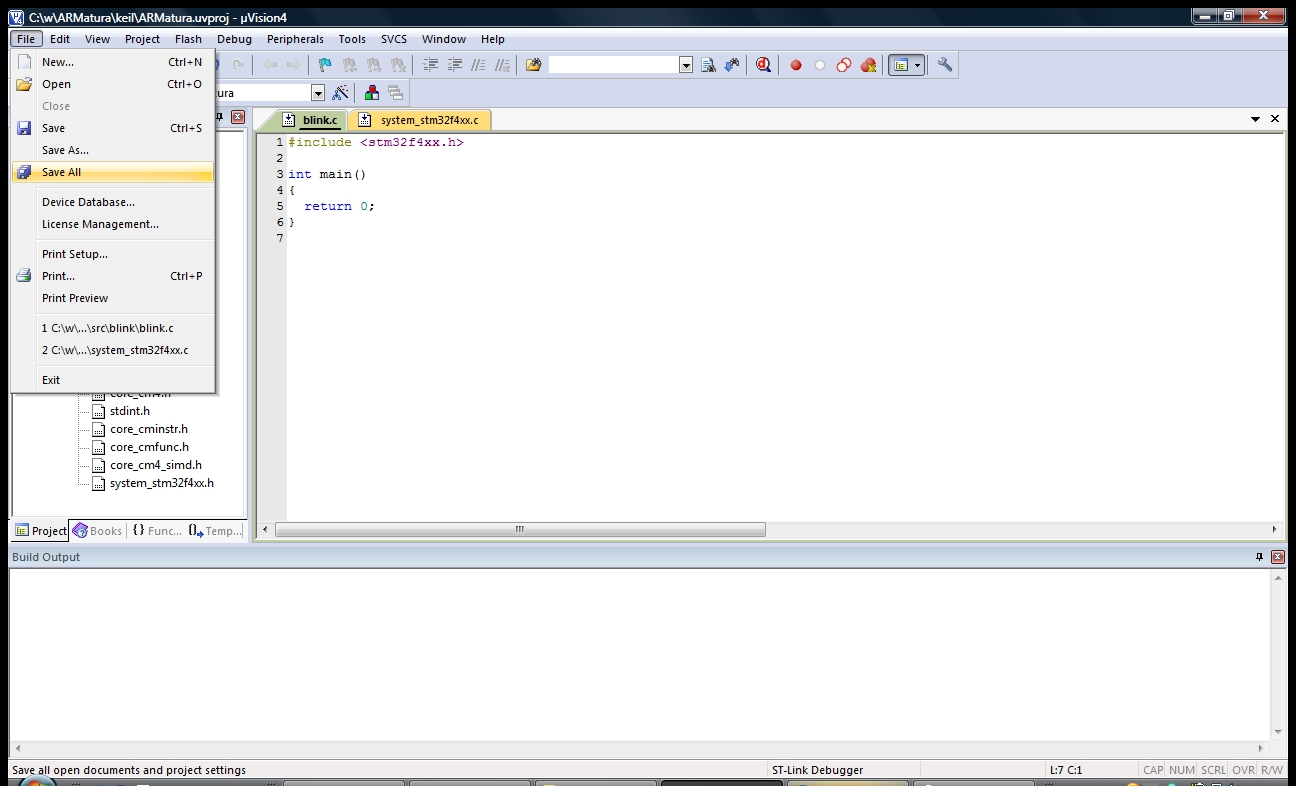 C:\w\ARMatura\keil\ARMatura.uvproj - µVision4
File Edit View Project Flash Debug Peripherals Tools SVCS Window Help
New... Ctrl+N
Open Ctrl+O
Close
Save Ctrl+S
Save As...
Save All
Device Database...
License Management...
Print Setup...
Print... Ctrl+P
Print Preview
1 C:\w\...\src\blink\blink.c
2 C:\w\...\system_stm32f4xx.c
Exit
tura
core_cm4.h
stdint.h
core_cminstr.h
core_cmfunc.h
core_cm4_simd.h
system_stm32f4xx.h
Project Books {} Func... {} Temp...
blink.c system_stm32f4xx.c
1 #include <stm32f4xx.h>
2
3 int main()
4 {
5 return 0;
6 }
7
Build Output
Save all open documents and project settings ST-Link Debugger L:7 C:1 CAP NUM SCRL OVR R/W